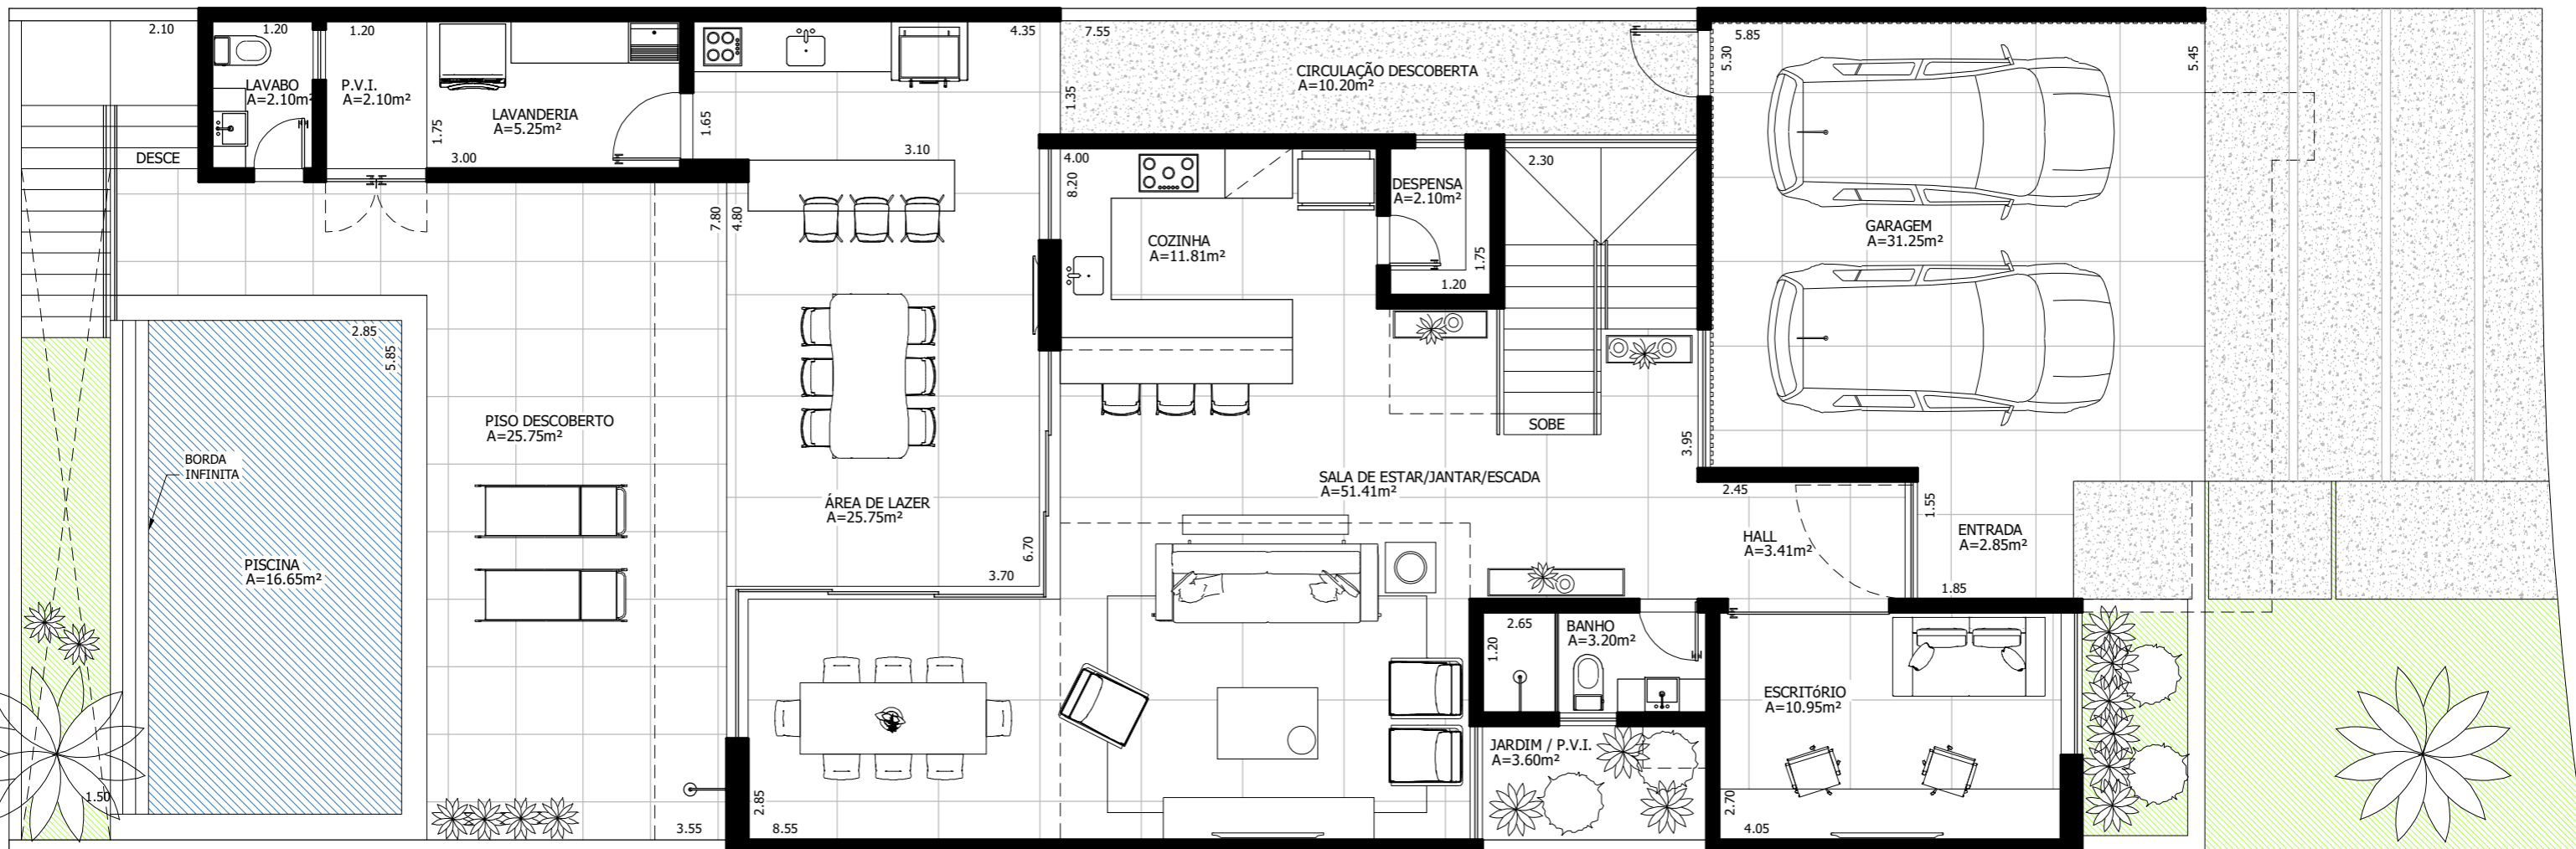 2.10
1.20
1.20
4.35
7.55
5.85
5.30
5.45
LAVABO
A=2.10m²
P.V.I.
A=2.10m²
LAVANDERIA
A=5.25m²
CIRCULAÇÃO DESCOBERTA
A=10.20m²
1.35
1.65
1.75
DESCE
3.00
3.10
4.00
8.20
2.30
DESPENSA
A=2.10m²
7.80
4.80
COZINHA
A=11.81m²
1.75
1.20
GARAGEM
A=31.25m²
2.85
5.85
PISO DESCOBERTO
A=25.75m²
SOBE
3.95
BORDA
INFINITA
SALA DE ESTAR/JANTAR/ESCADA
A=51.41m²
2.45
1.55
ÁREA DE LAZER
A=25.75m²
6.70
HALL
A=3.41m²
ENTRADA
A=2.85m²
PISCINA
A=16.65m²
3.70
1.85
2.65
1.20
BANHO
A=3.20m²
ESCRITóRIO
A=10.95m²
JARDIM / P.V.I.
A=3.60m²
1.50
2.85
2.70
3.55
8.55
4.05